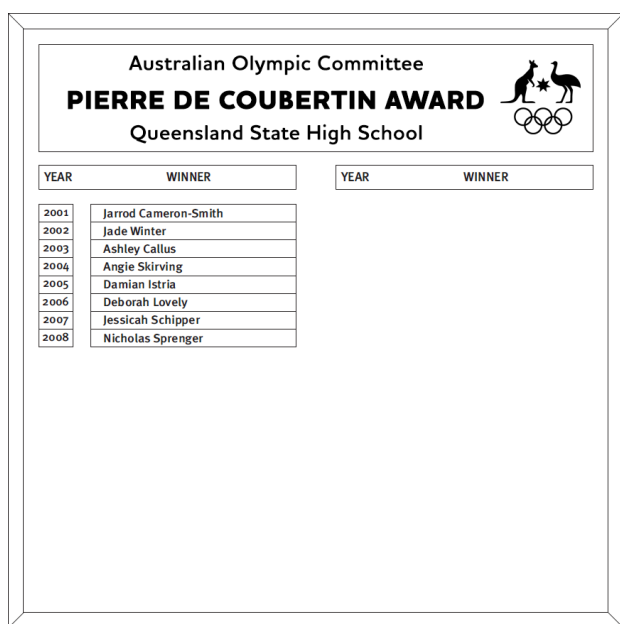 Australian Olympic Committee
PIERRE DE COUBERTIN AWARD
Queensland State High School
YEAR WINNER YEAR WINNER
2001 Jarrod Cameron-Smith
2002 Jade Winter
2003 Ashley Callus
2004 Angie Skirving
2005 Damian Istria
2006 Deborah Lovely
2007 Jessicah Schipper
2008 Nicholas Sprenger